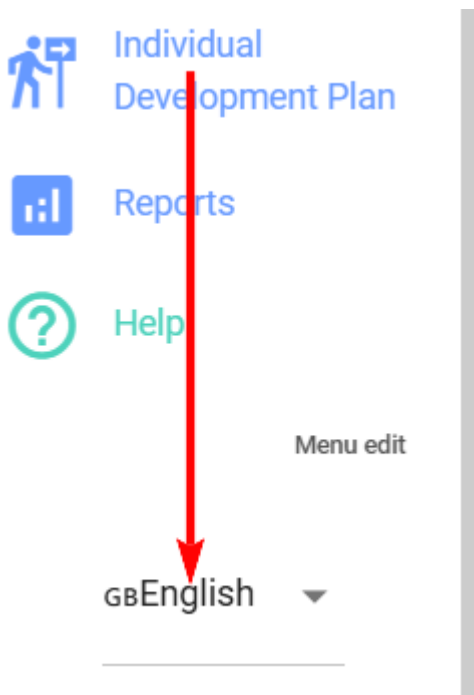 Individual
Development Plan
Reports
Help
Menu edit
GBEnglish